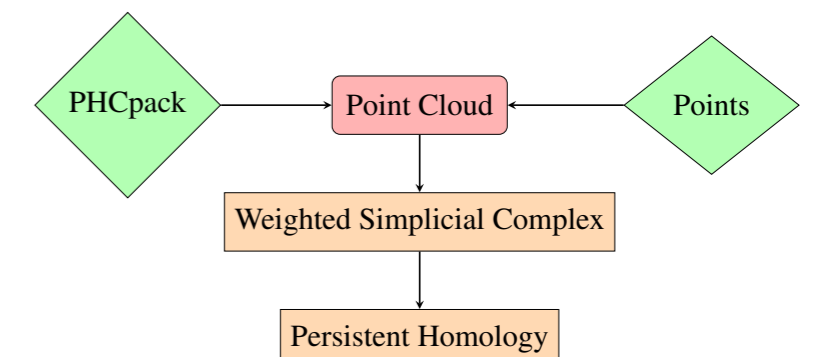 PHCpack
Point Cloud
Points
Weighted Simplicial Complex
Persistent Homology